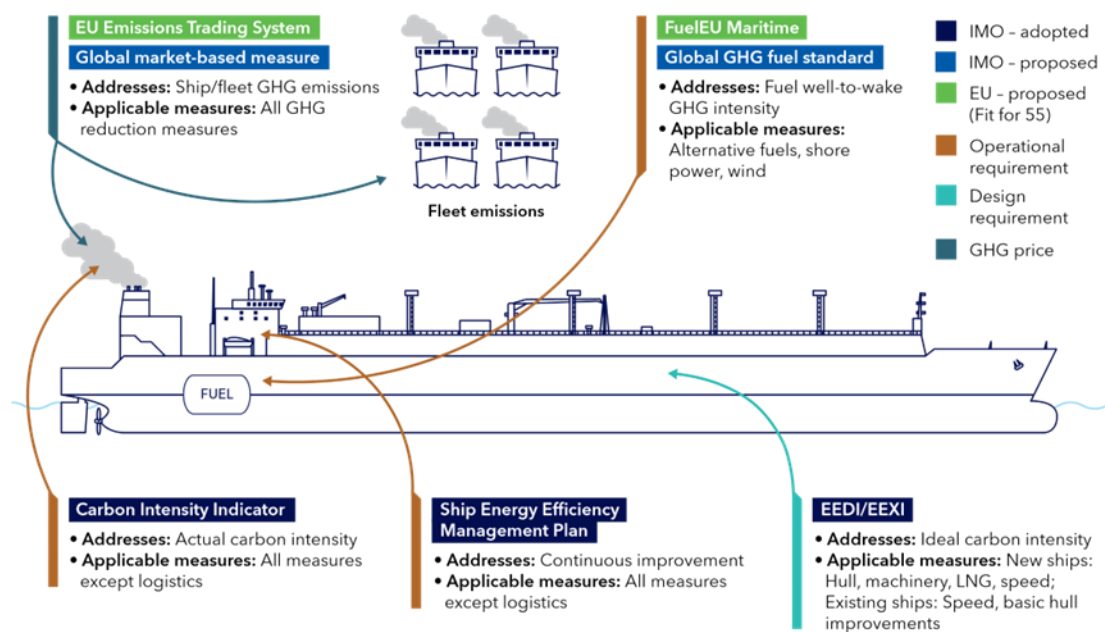 EU Emissions Trading System
Global market-based measure
• Addresses: Ship/fleet GHG emissions
• Applicable measures: All GHG
reduction measures
Fleet emissions
FuelEU Maritime
Global GHG fuel standard
• Addresses: Fuel well-to-wake
GHG intensity
• Applicable measures:
Alternative fuels, shore
power, wind
IMO – adopted
IMO – proposed
EU – proposed
(Fit for 55)
Operational
requirement
Design
requirement
GHG price
FUEL
Carbon Intensity Indicator
• Addresses: Actual carbon intensity
• Applicable measures: All measures
except logistics
Ship Energy Efficiency
Management Plan
• Addresses: Continuous improvement
• Applicable measures: All measures
except logistics
EEDI/EEXI
• Addresses: Ideal carbon intensity
• Applicable measures: New ships:
Hull, machinery, LNG, speed;
Existing ships: Speed, basic hull
improvements